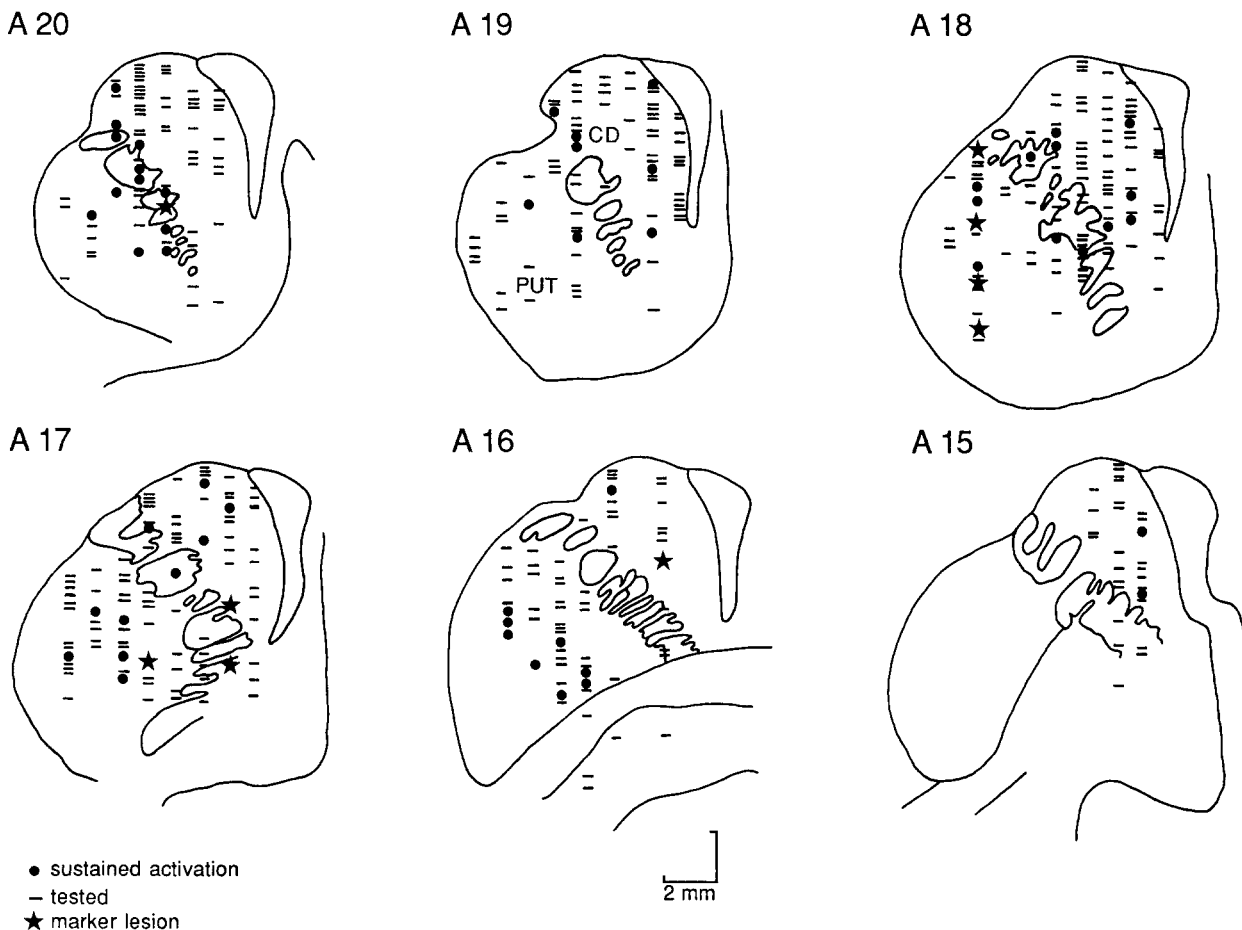 A 20
A 19
A 18
CD
PUT
A 17
A 16
A 15
● sustained activation
– tested
★ marker lesion
2 mm